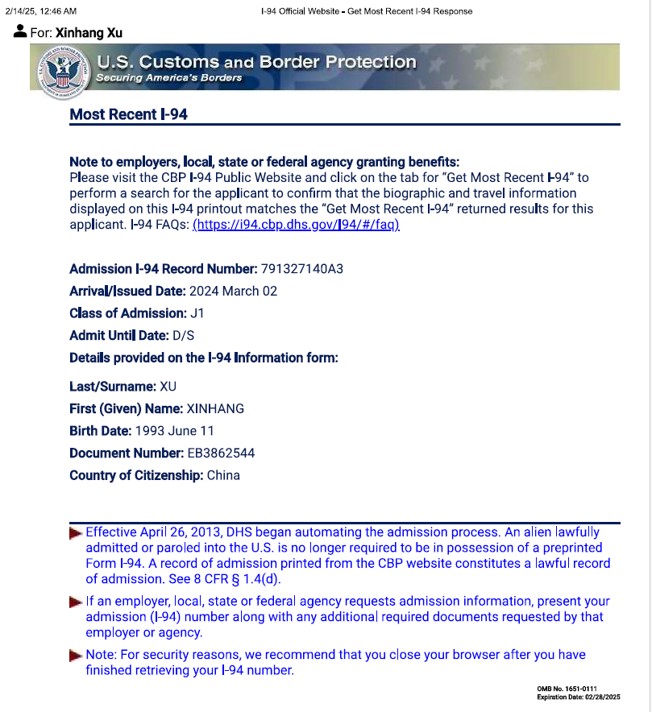 2/14/25, 12:46 AM I-94 Official Website - Get Most Recent I-94 Response
For: Xinhang Xu
U.S. Customs and Border Protection
Securing America's Borders
Most Recent I-94
Note to employers, local, state or federal agency granting benefits:
Please visit the CBP I-94 Public Website and click on the tab for “Get Most Recent I-94” to
perform a search for the applicant to confirm that the biographic and travel information
displayed on this I-94 printout matches the “Get Most Recent I-94” returned results for this
applicant. I-94 FAQs: (https://i94.cbp.dhs.gov/I94/#/faq)
Admission I-94 Record Number: 791327140A3
Arrival/Issued Date: 2024 March 02
Class of Admission: J1
Admit Until Date: D/S
Details provided on the I-94 Information form:
Last/Surname: XU
First (Given) Name: XINHANG
Birth Date: 1993 June 11
Document Number: EB3862544
Country of Citizenship: China
Effective April 26, 2013, DHS began automating the admission process. An alien lawfully
admitted or paroled into the U.S. is no longer required to be in possession of a preprinted
Form I-94. A record of admission printed from the CBP website constitutes a lawful record
of admission. See 8 CFR § 1.4(d).
If an employer, local, state or federal agency requests admission information, present your
admission (I-94) number along with any additional required documents requested by that
employer or agency.
Note: For security reasons, we recommend that you close your browser after you have
finished retrieving your I-94 number.
OMB No. 1651-0111
Expiration Date: 02/28/2025